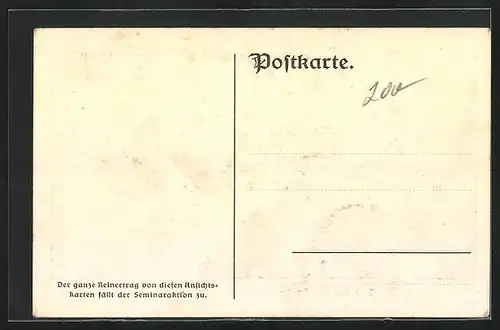 Postkarte.
200
Der ganze Reinertrag von diesen Ansichts-
karten fällt der Seminaraktion zu.